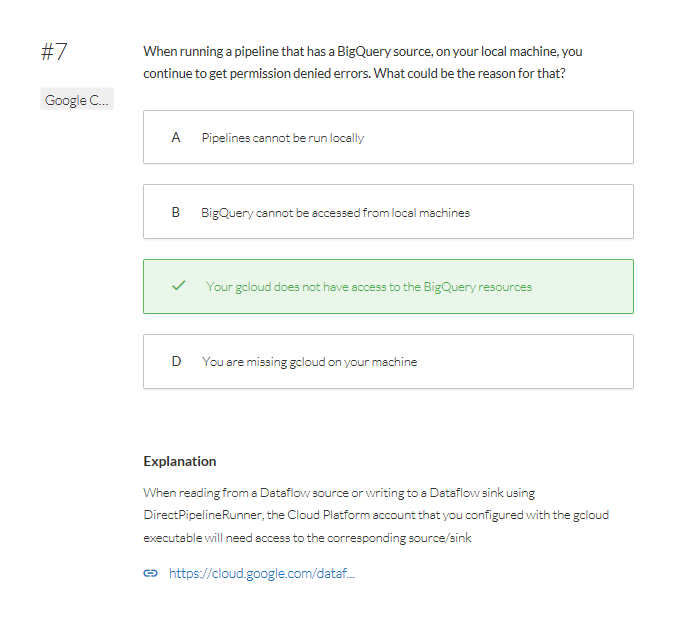 #7
Google C...
When running a pipeline that has a BigQuery source, on your local machine, you
continue to get permission denied errors. What could be the reason for that?
A Pipelines cannot be run locally
B BigQuery cannot be accessed from local machines
Your gcloud does not have access to the BigQuery resources
D You are missing gcloud on your machine
Explanation
When reading from a Dataflow source or writing to a Dataflow sink using
DirectPipelineRunner, the Cloud Platform account that you configured with the gcloud
executable will need access to the corresponding source/sink
https://cloud.google.com/dataf...